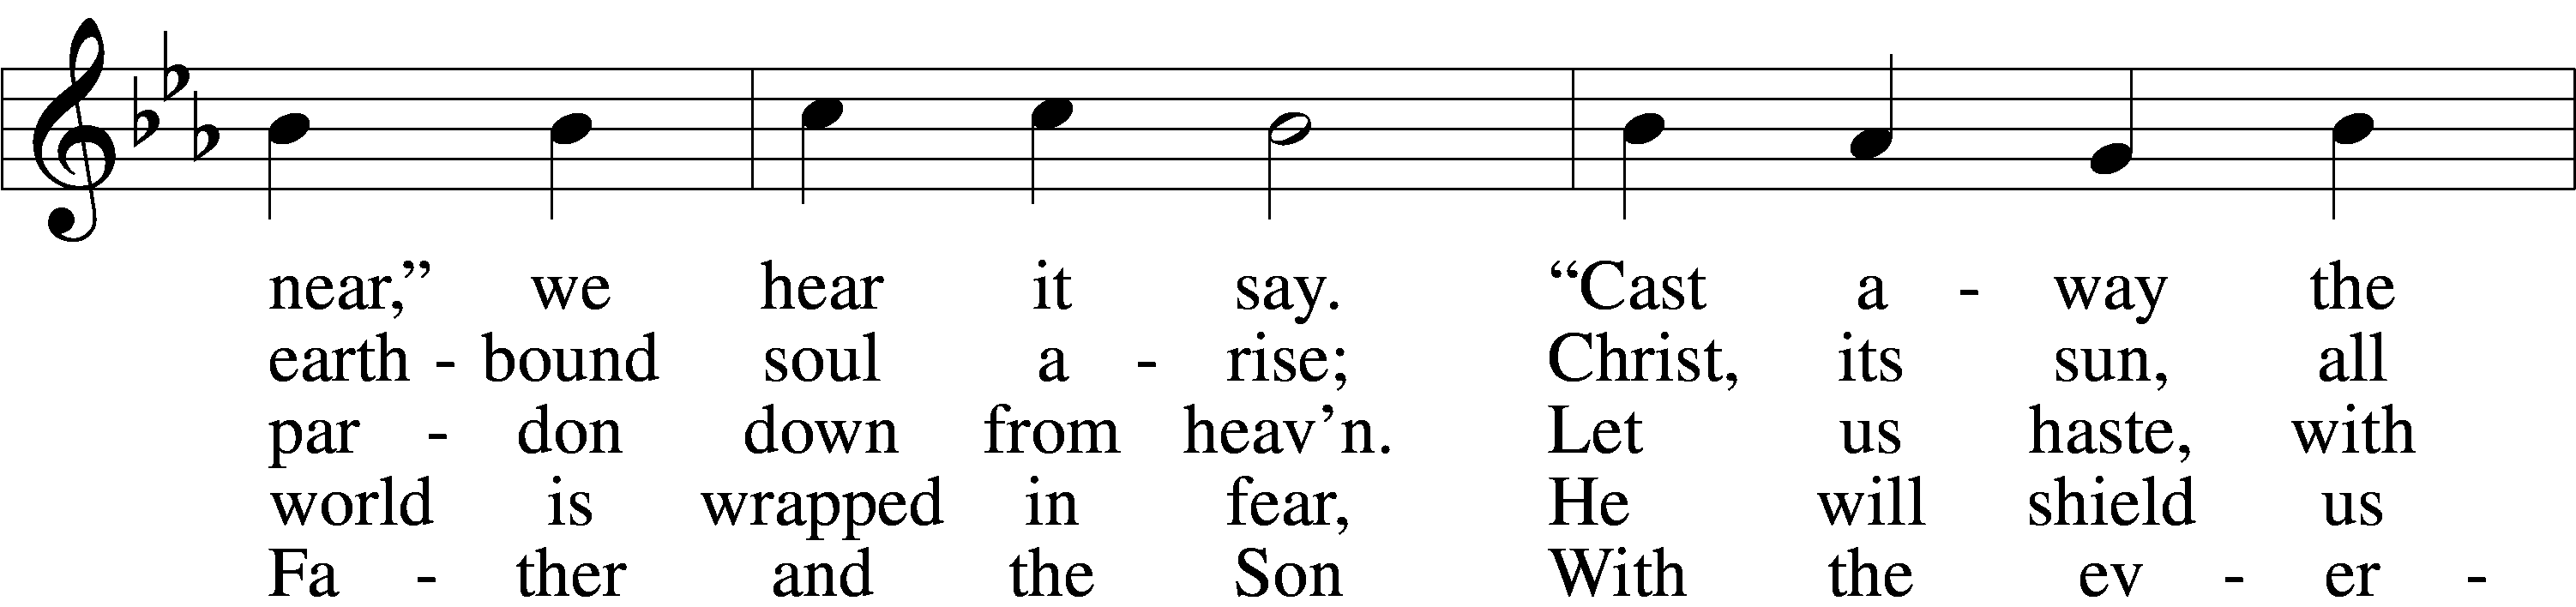 near,” we hear it say. “Cast a - way the
earth - bound soul a - rise; Christ, its sun, all
par - don down from heav’n. Let us haste, with
world is wrapped in fear, He will shield us
Fa - ther and the Son With the ev - er -